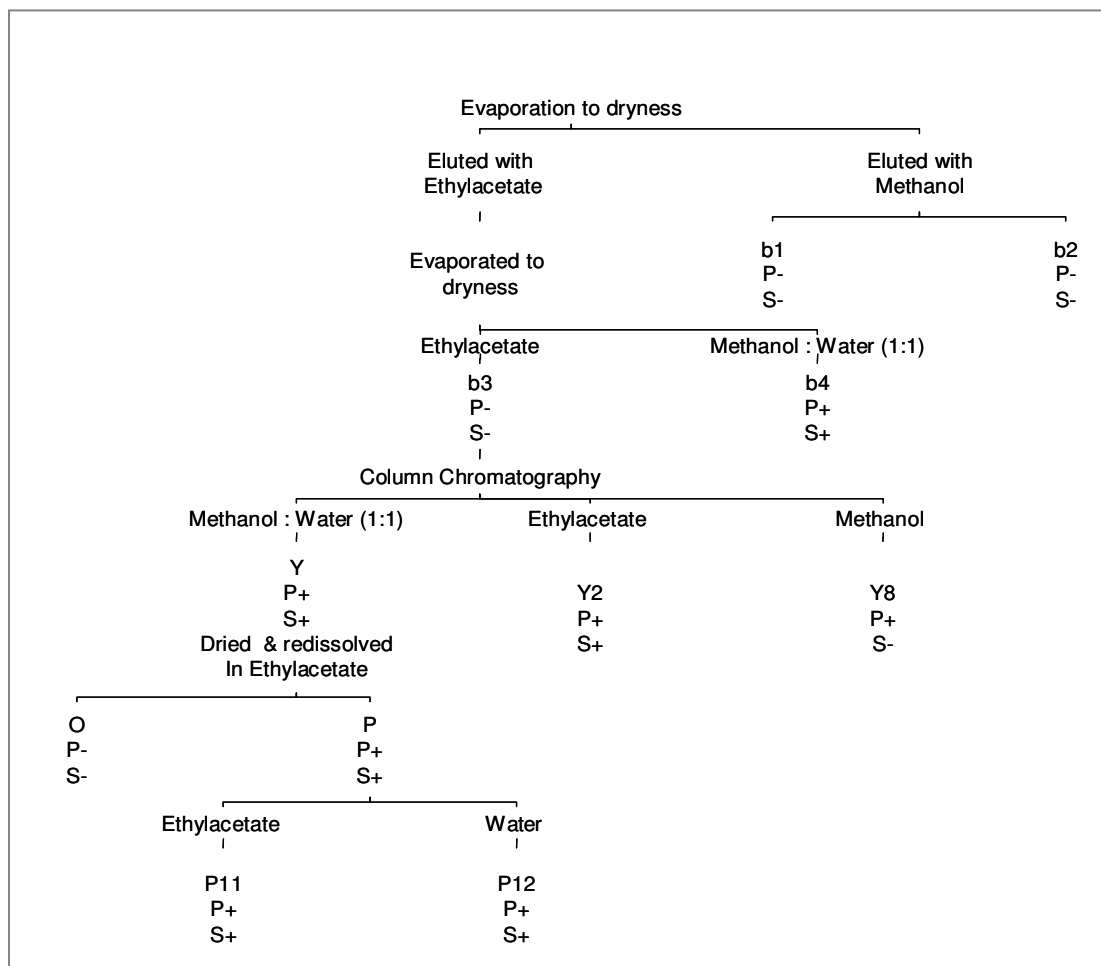 Evaporation to dryness
Eluted with
Ethylacetate
Eluted with
Methanol
Evaporated to
dryness
b1
P-
S-
b2
P-
S-
Ethylacetate
b3
P-
S-
Methanol : Water (1:1)
b4
P+
S+
Column Chromatography
Methanol : Water (1:1)
Y
P+
S+
Dried & redissolved
In Ethylacetate
Ethylacetate
Y2
P+
S+
Methanol
Y8
P+
S-
O
P-
S-
P
P+
S+
Ethylacetate
P11
P+
S+
Water
P12
P+
S+